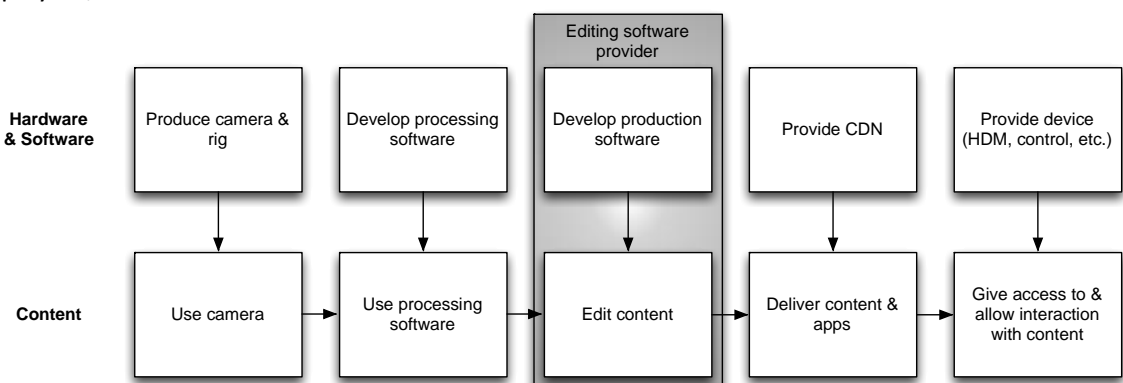 Editing software
provider
Hardware
& Software
Produce camera &
rig
Develop processing
software
Develop production
software
Provide CDN
Provide device
(HDM, control, etc.)
Content
Use camera
Use processing
software
Edit content
Deliver content &
apps
Give access to &
allow interaction
with content